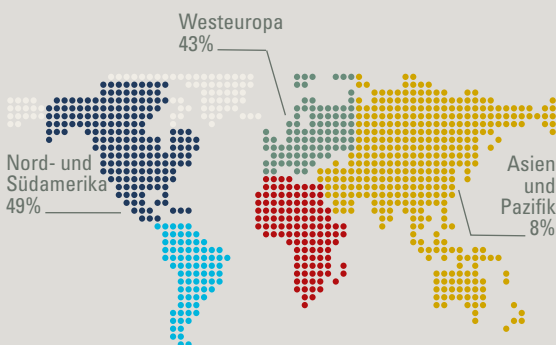 Westeuropa
43%
Nord- und
Südamerika
49%
Asien
und
Pazifik
8%